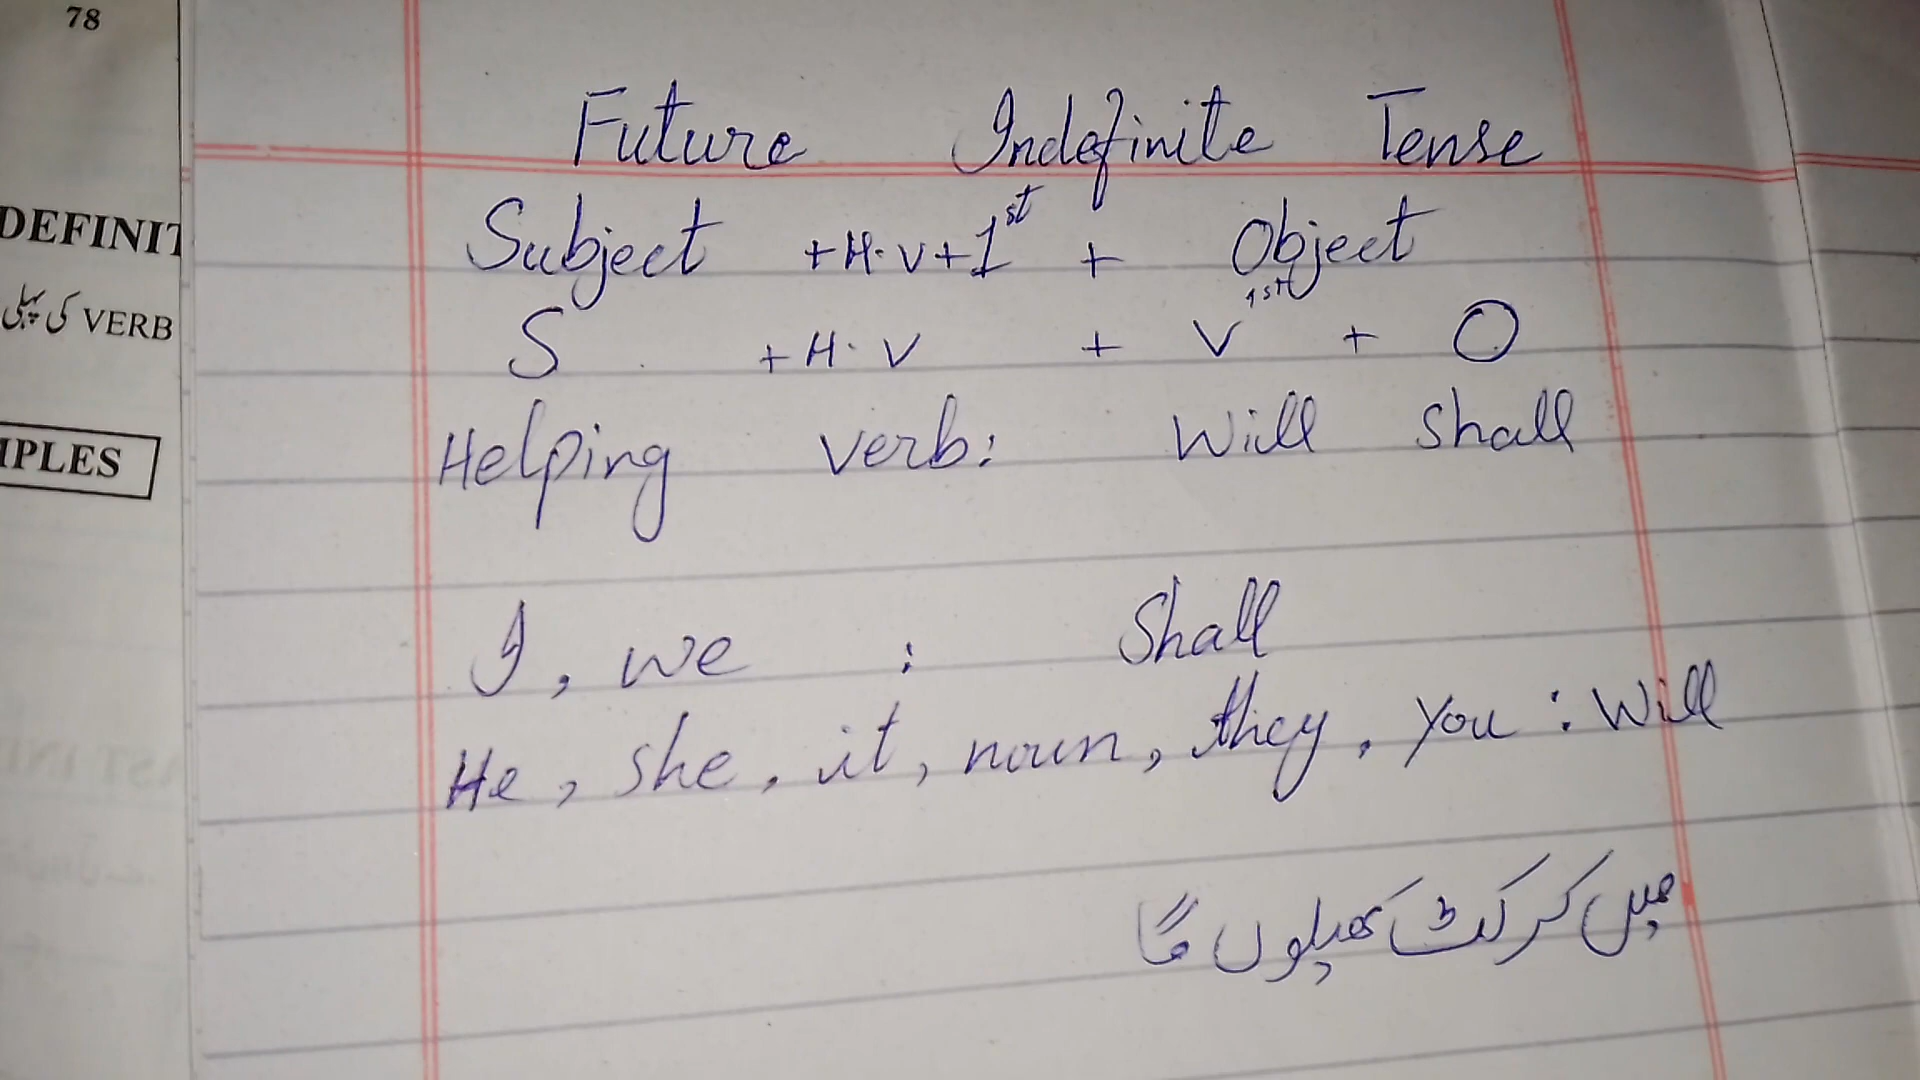 78
DEFINIT
VERB کی پہلی
IPLES
Future Indefinite Tense
Subject + H.V + 1st + Object
S + H.V + V1st + O
Helping verb: Will Shall
I, we : Shall
He, she, it, noun, they, you : Will
میں کرکٹ کھیلوں گا